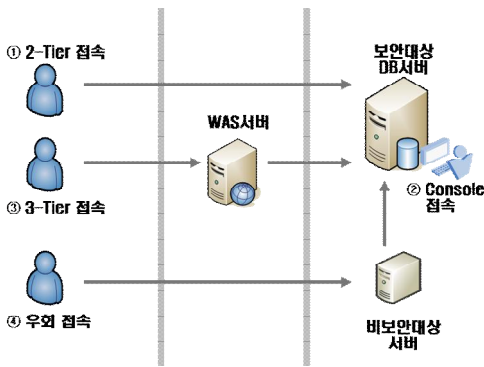 ① 2-Tier 접속
보안대상
DB서버
WAS서버
② Console
접속
③ 3-Tier 접속
④ 우회 접속
비보안대상
서버